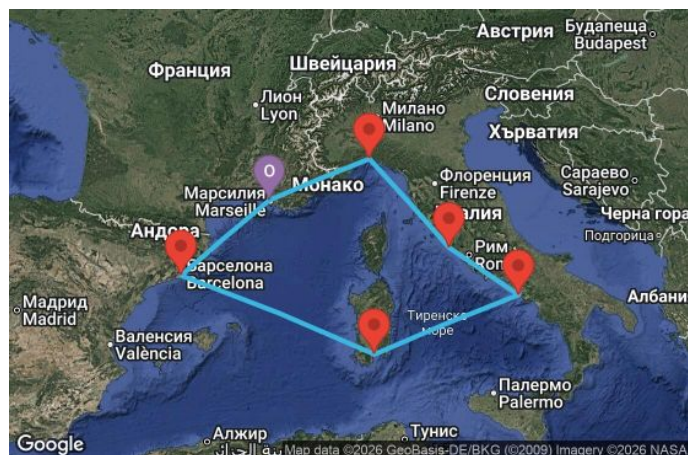 Будапеща
Budapest
Австрия
Швейцария
Франция
Словения
Лион
Lyon
Милано
Milano
Хърватия
O
Монако
Марсилия
Marseille
Флоренция
Firenze
Сараево
Sarajevo
Черна гора
Подгорица
Андора
Рим
Барселона
Barcelona
Албани
Мадрид
Madrid
Тиренско
море
Валенсия
València
Палермо
Palermo
Алжир
Тунис
Google
Map data ©2026 GeoBasis-DE/BKG (©2009) Imagery ©2026 NASA